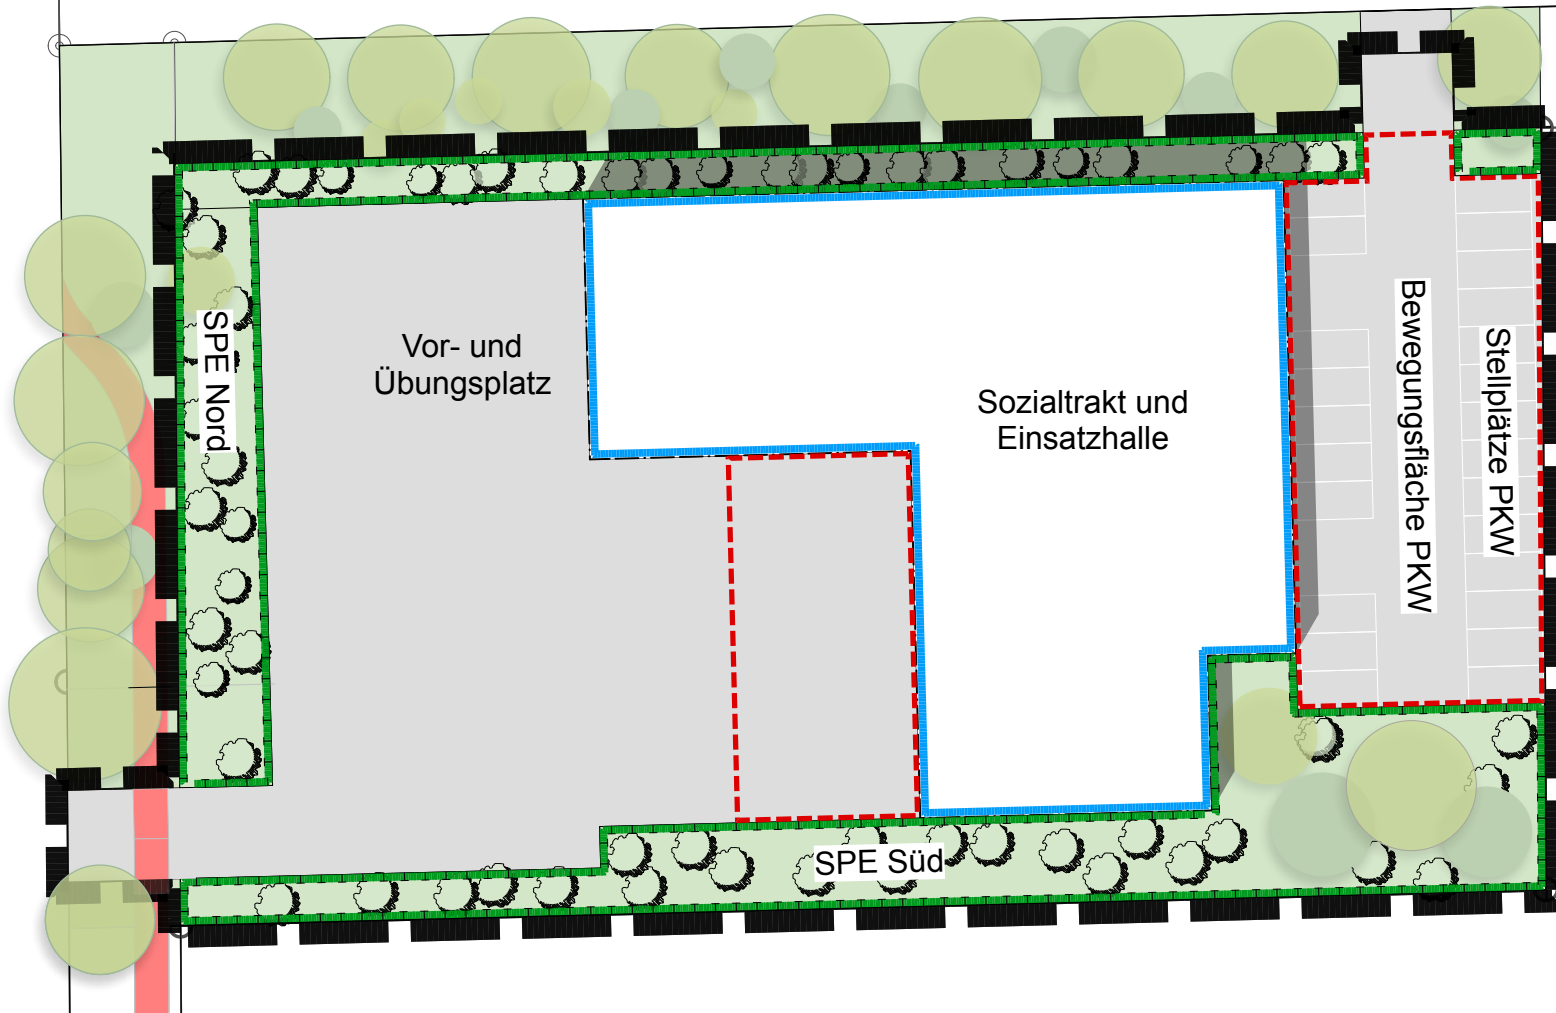 Vor- und
Übungsplatz
Sozialtrakt und
Einsatzhalle
SPE Nord
Bewegungsfläche PKW
Stellplätze PKW
SPE Süd